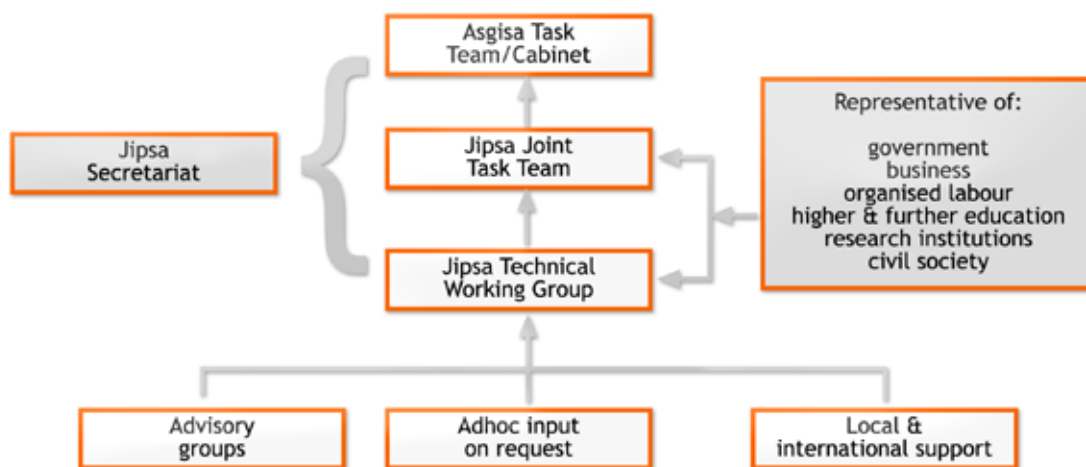 Asgisa Task
Team/Cabinet
Jipsa
Secretariat
Jipsa Joint
Task Team
Representative of:
government
business
organised labour
higher & further education
research institutions
civil society
Jipsa Technical
Working Group
Advisory
groups
Adhoc input
on request
Local &
international support